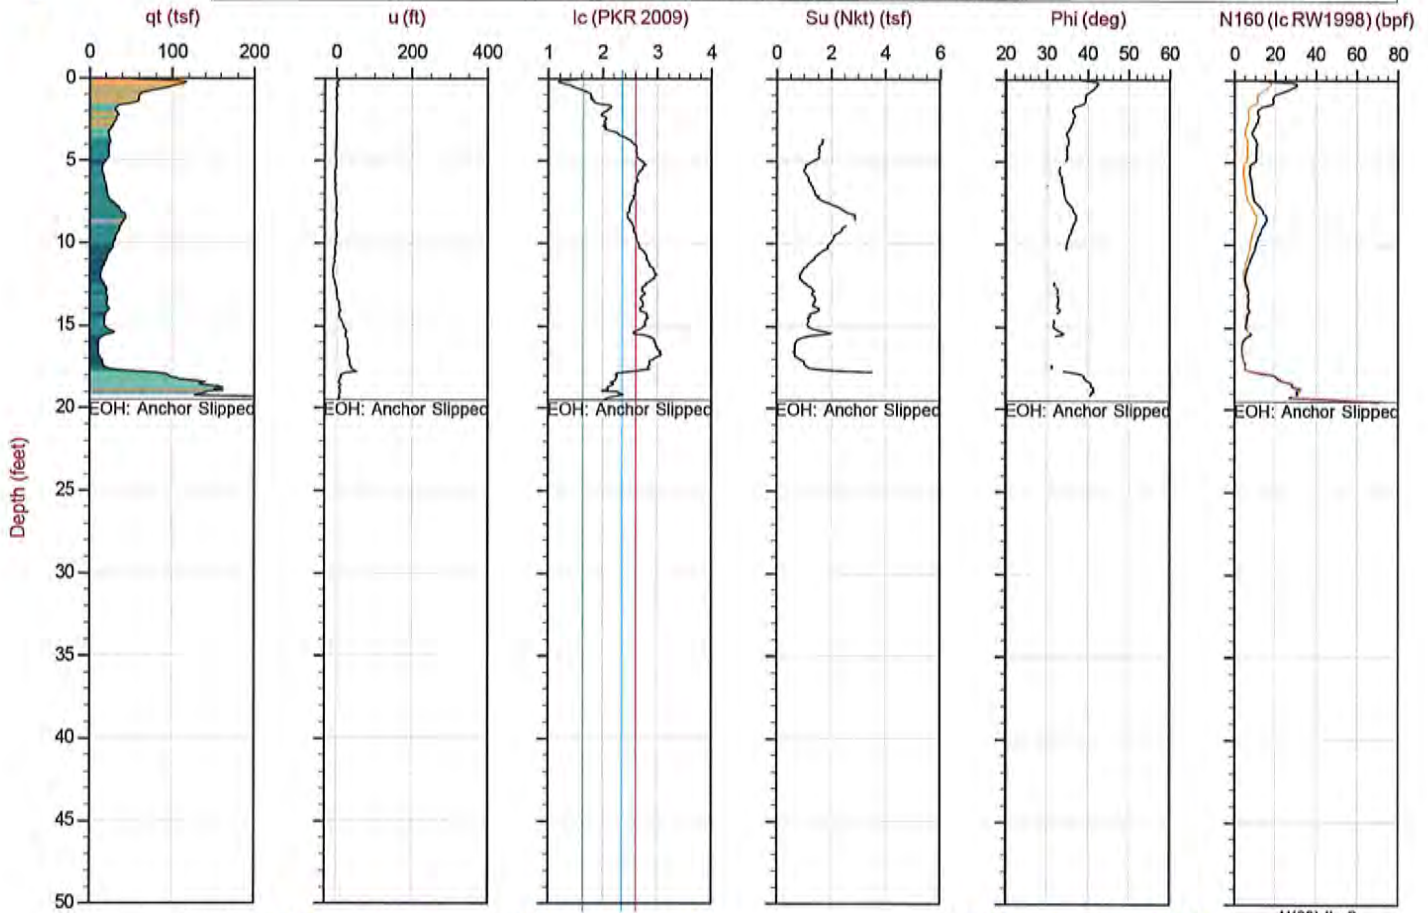 qt (tsf) u (ft) Ic (PKR 2009) Su (Nkt) (tsf) Phi (deg) N160 (Ic RW1998) (bpf)
0 100 200 0 200 400 1 2 3 4 0 2 4 6 20 30 40 50 60 0 20 40 60 80
0
5
10
15
20
EOH: Anchor Slipped EOH: Anchor Slipped EOH: Anchor Slipped EOH: Anchor Slipped EOH: Anchor Slipped
Depth (feet)
25
30
35
40
45
50